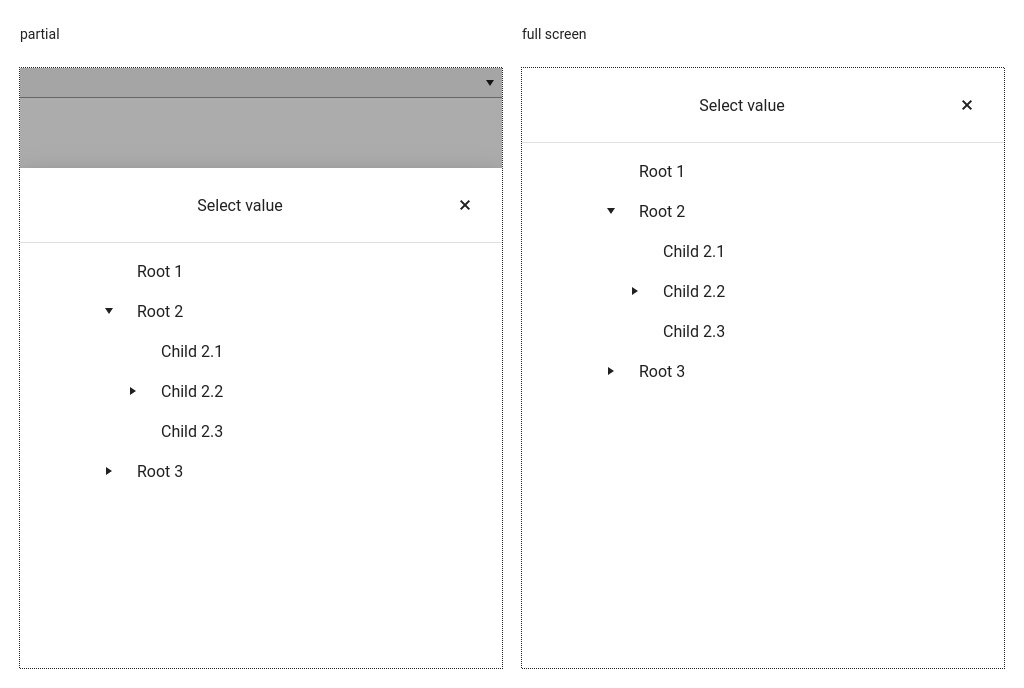 partial
Select value
Root 1
Root 2
Child 2.1
Child 2.2
Child 2.3
Root 3
full screen
Select value
Root 1
Root 2
Child 2.1
Child 2.2
Child 2.3
Root 3